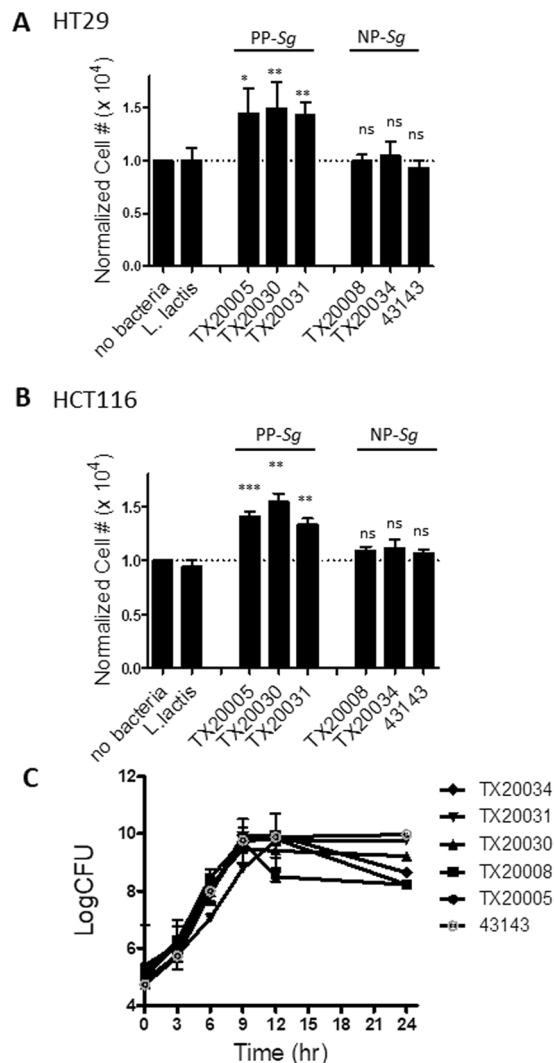 A HT29
PP-Sg NP-Sg
Normalized Cell # (x 10⁴)
1.5
1.0
0.5
0.0
* ** ** ns ns ns
no bacteria L. lactis TX20005 TX20030 TX20031 TX20008 TX20034 43143
B HCT116
PP-Sg NP-Sg
Normalized Cell # (x 10⁴)
1.5
1.0
0.5
0.0
*** ** ** ns ns ns
no bacteria L.lactis TX20005 TX20030 TX20031 TX20008 TX20034 43143
C
LogCFU
12
10
8
6
4
0 3 6 9 12 15 18 21 24
Time (hr)
TX20034
TX20031
TX20030
TX20008
TX20005
43143